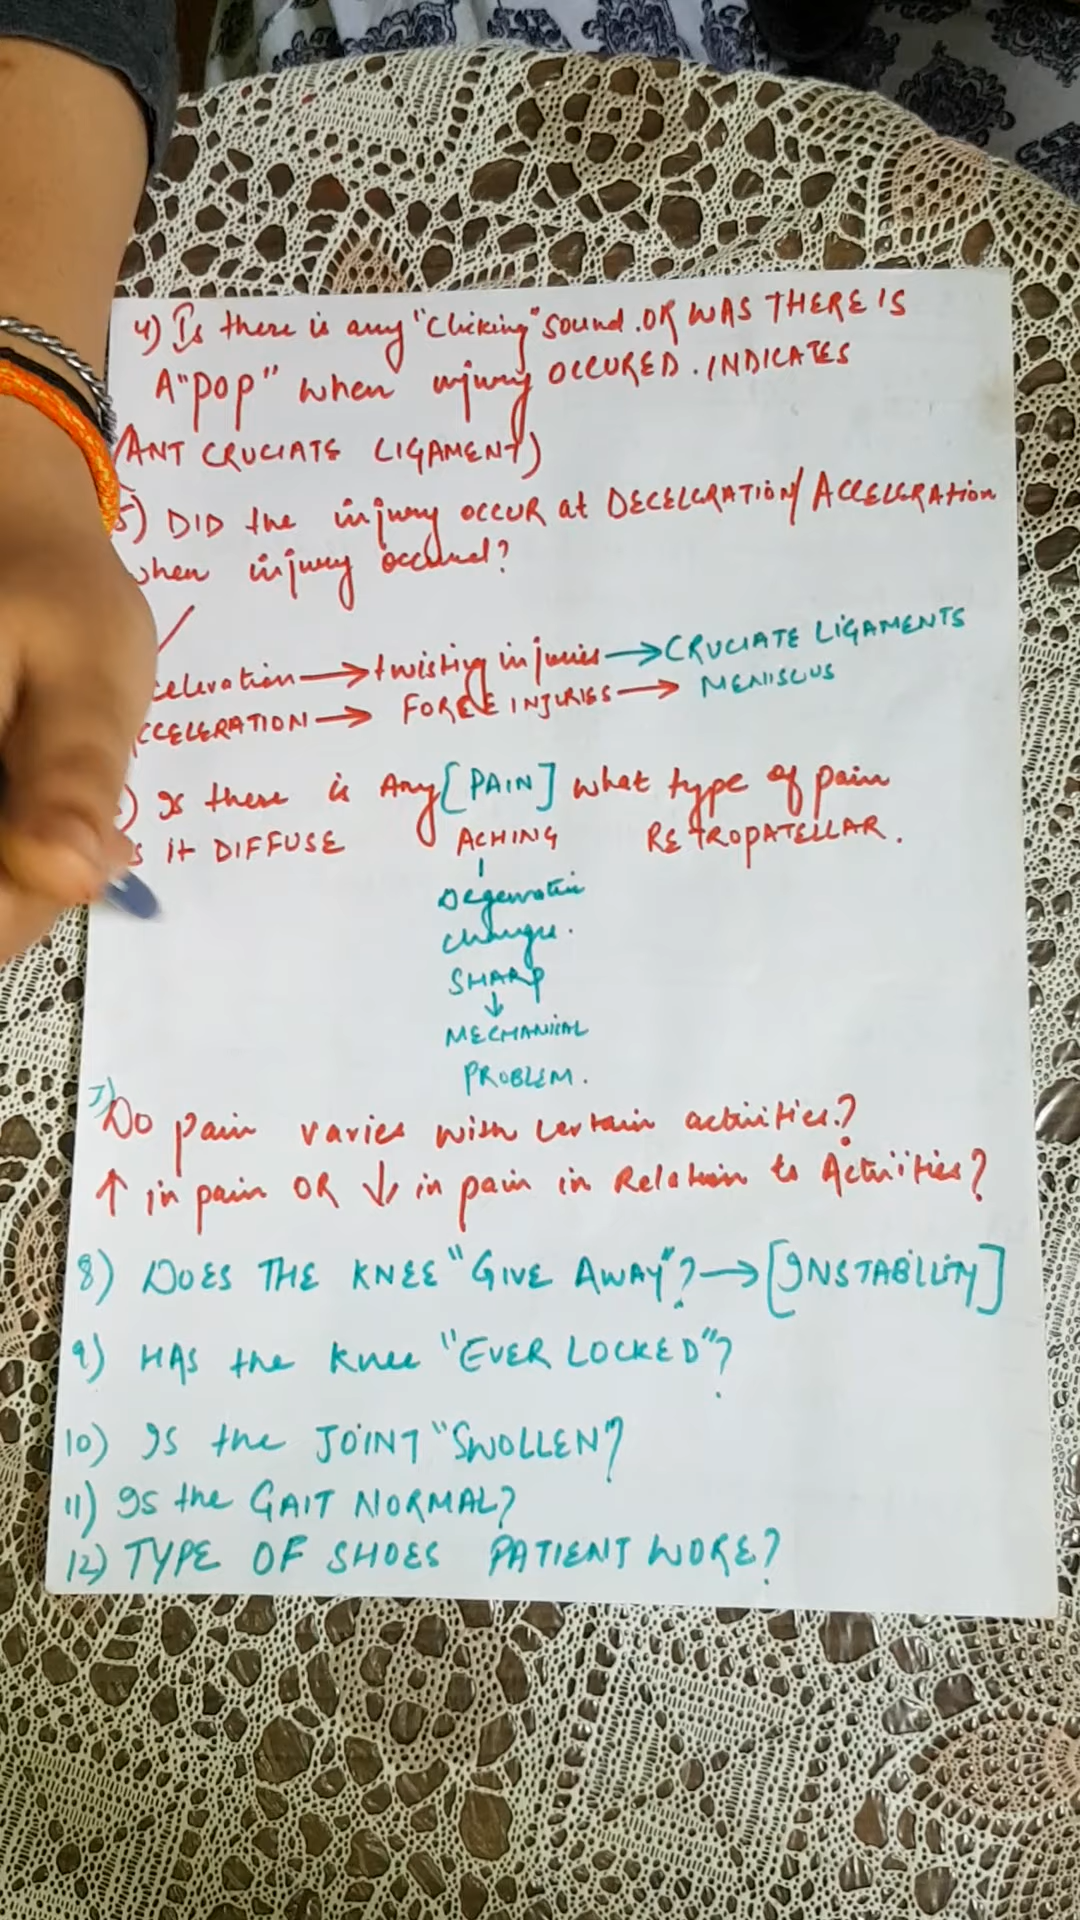 4) Is there is any "Clicking" sound. OR WAS THERE IS
A "POP" when injury OCCURED. INDICATES
(ANT CRUCIATE LIGAMENT)
5) DID the injury OCCUR at DECELERATION/ACCELERATION
when injury occured?
celeration → twisting injuries → CRUCIATE LIGAMENTS
CCELERATION → FORCE INJURIES → MENISCUS
) Is there is Any [PAIN] what type of pain
s it DIFFUSE ACHING RETROPATELLAR.
Degenerative
change.
SHARP
↓
MECHANICAL
PROBLEM.
7) Do pain varies with certain activities?
↑ in pain OR ↓ in pain in Relation to Activities?
8) DOES THE KNEE "GIVE AWAY"? → [INSTABILITY]
9) HAS the knee "EVER LOCKED"?
10) IS the JOINT "SWOLLEN?
11) IS the GAIT NORMAL?
12) TYPE OF SHOES PATIENT WORE?